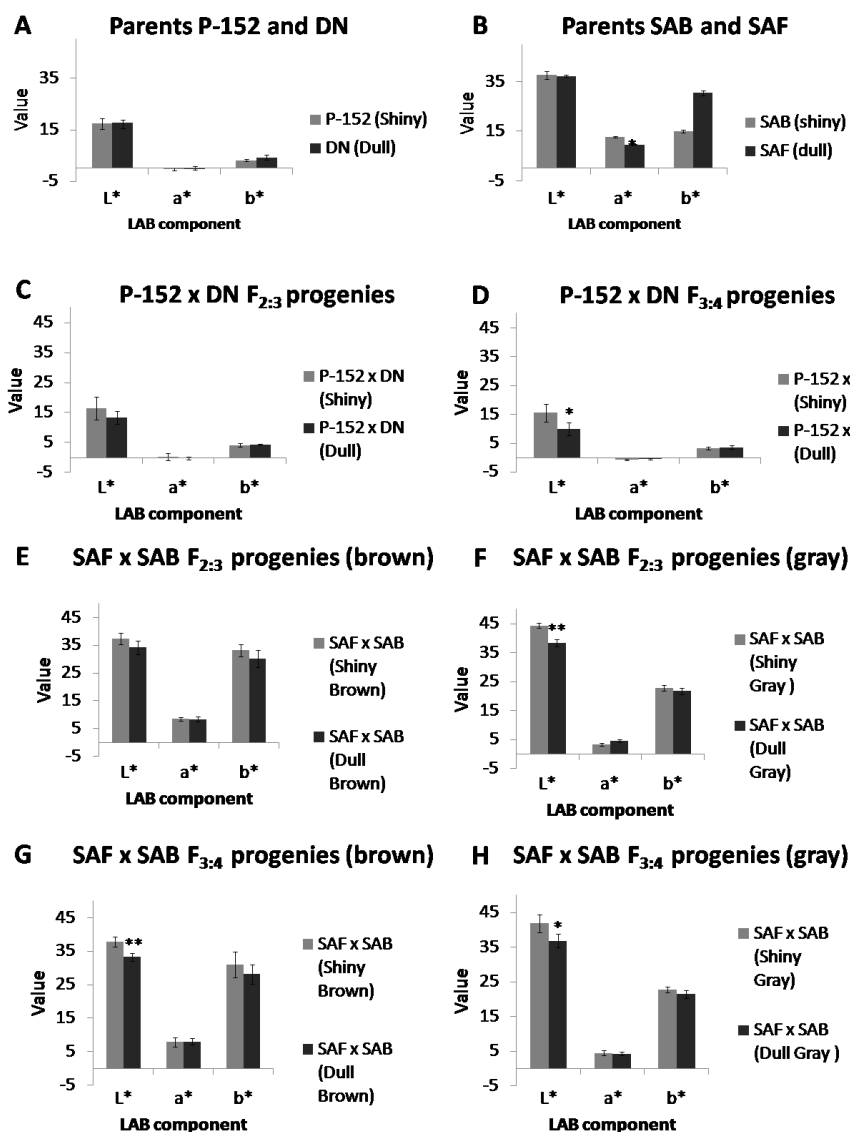 A Parents P-152 and DN
Value
35
15
-5
L* a* b*
LAB component
P-152 (Shiny)
DN (Dull)
B Parents SAB and SAF
Value
35
15
-5
*
L* a* b*
LAB component
SAB (shiny)
SAF (dull)
C P-152 x DN F2:3 progenies
Value
45
35
25
15
5
-5
L* a* b*
LAB component
P-152 x DN
(Shiny)
P-152 x DN
(Dull)
D P-152 x DN F3:4 progenies
Value
45
35
25
15
5
-5
*
L* a* b*
LAB component
P-152 x
(Shiny)
P-152 x
(Dull)
E SAF x SAB F2:3 progenies (brown)
Value
45
35
25
15
5
-5
L* a* b*
LAB component
SAF x SAB
(Shiny
Brown)
SAF x SAB
(Dull
Brown)
F SAF x SAB F2:3 progenies (gray)
Value
45
35
25
15
5
-5
**
L* a* b*
LAB component
SAF x SAB
(Shiny
Gray )
SAF x SAB
(Dull
Gray)
G SAF x SAB F3:4 progenies (brown)
Value
45
35
25
15
5
-5
**
L* a* b*
LAB component
SAF x SAB
(Shiny
Brown)
SAF x SAB
(Dull
Brown)
H SAF x SAB F3:4 progenies (gray)
Value
45
35
25
15
5
-5
*
L* a* b*
LAB component
SAF x SAB
(Shiny
Gray)
SAF x SAB
(Dull Gray )